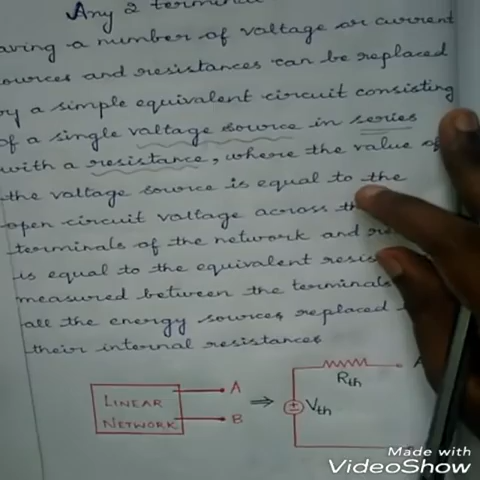 Any 2 terminal
aving a number of voltage or current
ources and resistances can be replaced
by a simple equivalent circuit consisting
of a single voltage source in series
with a resistance, where the value of
the voltage source is equal to the
open circuit voltage across
terminals of the network and
is equal to the equivalent
measured between the terminals
all the energy sources replaced
their internal resistances
LINEAR
NETWORK
A
B
⇒
Rth
Vth
A
Made with
VideoShow